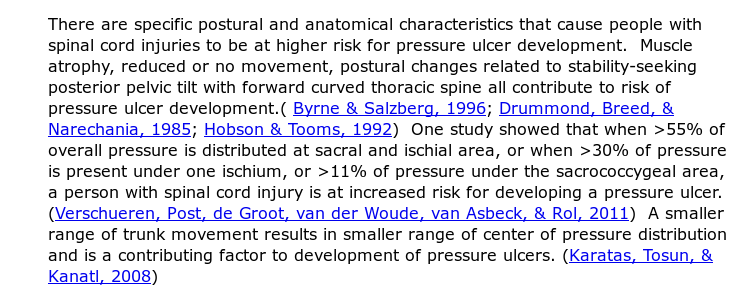 There are specific postural and anatomical characteristics that cause people with
spinal cord injuries to be at higher risk for pressure ulcer development.  Muscle
atrophy, reduced or no movement, postural changes related to stability-seeking
posterior pelvic tilt with forward curved thoracic spine all contribute to risk of
pressure ulcer development.( Byrne & Salzberg, 1996; Drummond, Breed, &
Narechania, 1985; Hobson & Tooms, 1992)  One study showed that when >55% of
overall pressure is distributed at sacral and ischial area, or when >30% of pressure
is present under one ischium, or >11% of pressure under the sacrococcygeal area,
a person with spinal cord injury is at increased risk for developing a pressure ulcer.
(Verschueren, Post, de Groot, van der Woude, van Asbeck, & Rol, 2011)  A smaller
range of trunk movement results in smaller range of center of pressure distribution
and is a contributing factor to development of pressure ulcers. (Karatas, Tosun, &
Kanatl, 2008)